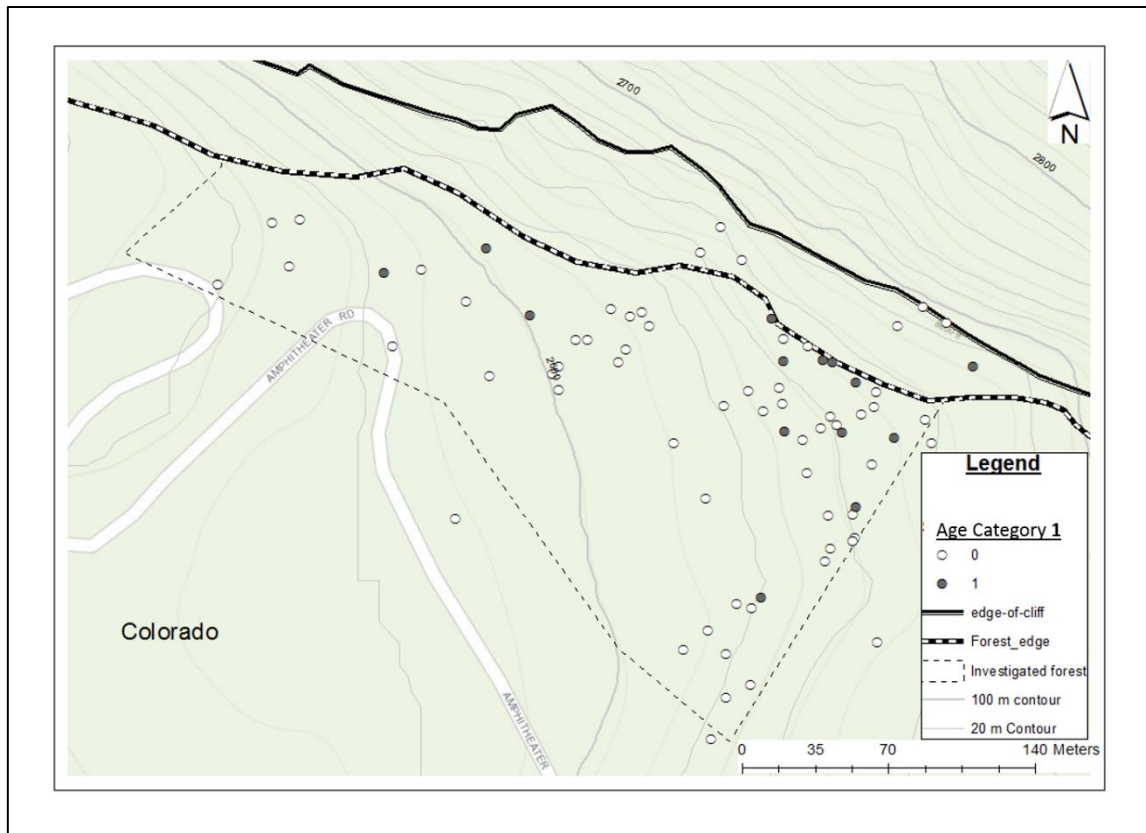 2700
N
2800
AMPHITHEATER RD
Colorado
AMPHITHEATER
Legend
Age Category 1
0
1
edge-of-cliff
Forest_edge
Investigated forest
100 m contour
20 m Contour
0 35 70 140 Meters